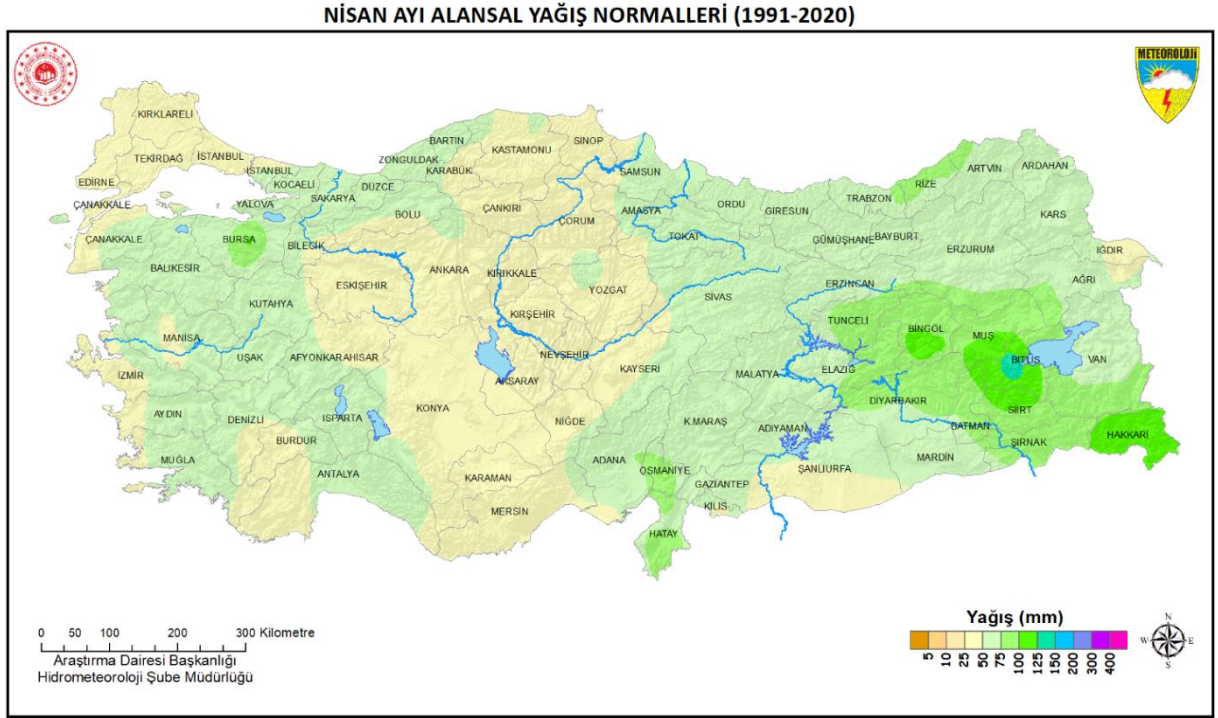 NİSAN AYI ALANSAL YAĞIŞ NORMALLERİ (1991-2020)
METEOROLOJİ
KIRKLARELİ
TEKİRDAĞ
İSTANBUL
EDİRNE
ÇANAKKALE
İSTANBUL
KOCAELİ
YALOVA
SAKARYA
DÜZCE
ZONGULDAK
BARTIN
KARABÜK
KASTAMONU
SİNOP
SAMSUN
BOLU
ÇANKIRI
ÇORUM
AMASYA
TOKAT
ORDU
GİRESUN
TRABZON
RİZE
ARTVİN
ARDAHAN
KARS
GÜMÜŞHANE
BAYBURT
ERZURUM
IĞDIR
AĞRI
ÇANAKKALE
BURSA
BİLECİK
BALIKESİR
ESKİŞEHİR
ANKARA
KIRIKKALE
YOZGAT
SİVAS
ERZİNCAN
TUNCELİ
BİNGÖL
MUŞ
BİTLİS
VAN
KUTAHYA
MANİSA
UŞAK
AFYONKARAHİSAR
KIRŞEHİR
NEVŞEHİR
KAYSERİ
MALATYA
ELAZIĞ
İZMİR
AKSARAY
DİYARBAKIR
SİİRT
AYDIN
DENİZLİ
ISPARTA
KONYA
NİĞDE
K.MARAŞ
ADIYAMAN
BATMAN
ŞIRNAK
HAKKARİ
MUĞLA
BURDUR
ANTALYA
KARAMAN
ADANA
OSMANİYE
GAZİANTEP
ŞANLIURFA
MARDİN
MERSİN
KİLİS
HATAY
0 50 100 200 300 Kilometre
Araştırma Dairesi Başkanlığı
Hidrometeoroloji Şube Müdürlüğü
Yağış (mm)
5 10 25 50 75 100 125 150 200 300 400
N
W E
S